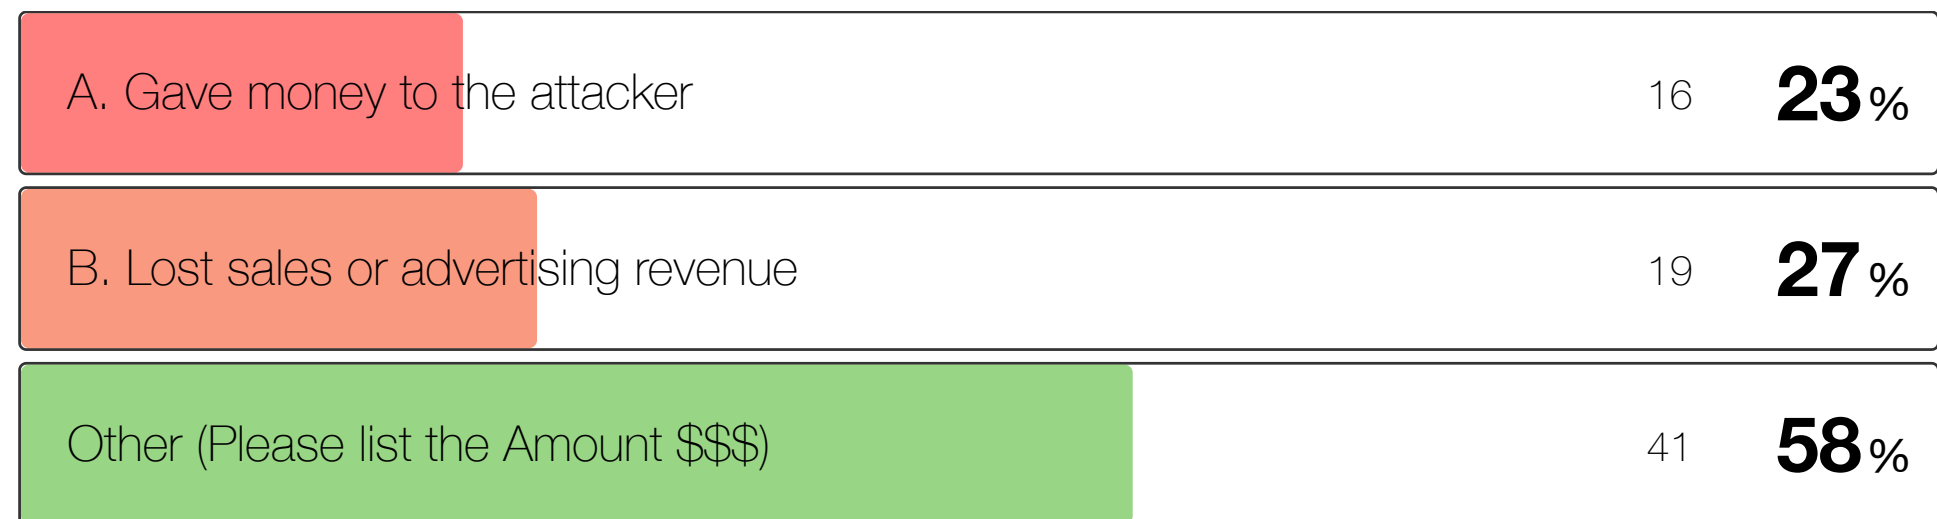 A. Gave money to the attacker 16 23%
B. Lost sales or advertising revenue 19 27%
Other (Please list the Amount $$$) 41 58%